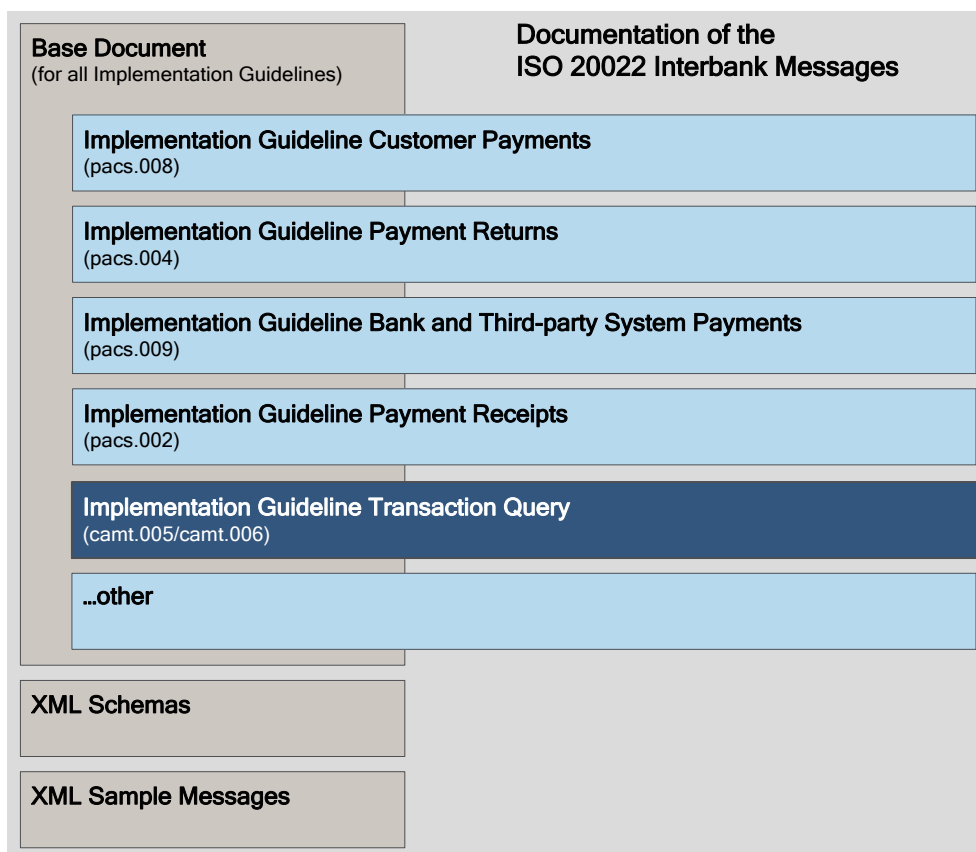 Base Document
(for all Implementation Guidelines)
Documentation of the
ISO 20022 Interbank Messages
Implementation Guideline Customer Payments
(pacs.008)
Implementation Guideline Payment Returns
(pacs.004)
Implementation Guideline Bank and Third-party System Payments
(pacs.009)
Implementation Guideline Payment Receipts
(pacs.002)
Implementation Guideline Transaction Query
(camt.005/camt.006)
…other
XML Schemas
XML Sample Messages